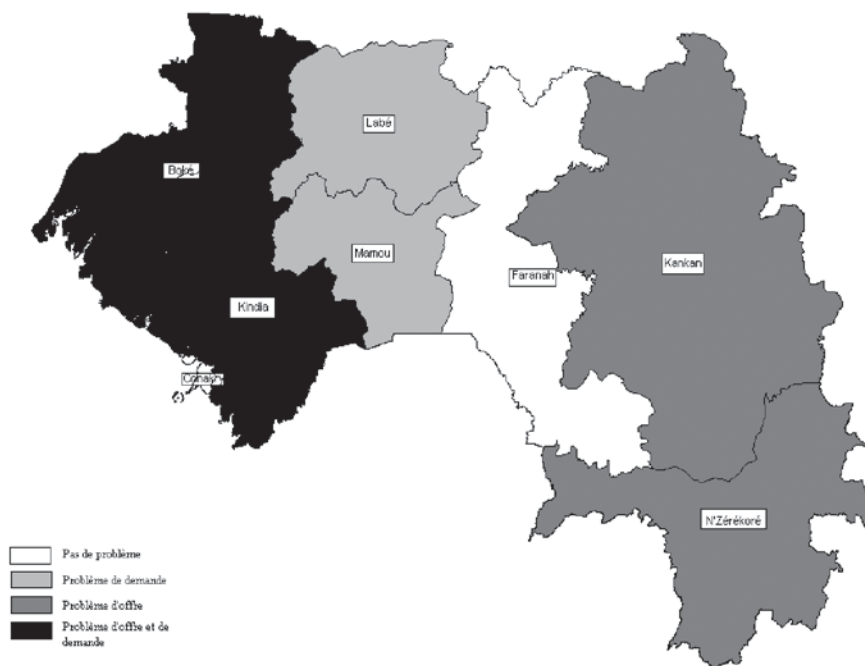 Labé
Boké
Mamou
Kankan
Faranah
Kindia
N'Zérékoré
Pas de problème
Problème de demande
Problème d'offre
Problème d'offre et de
demande